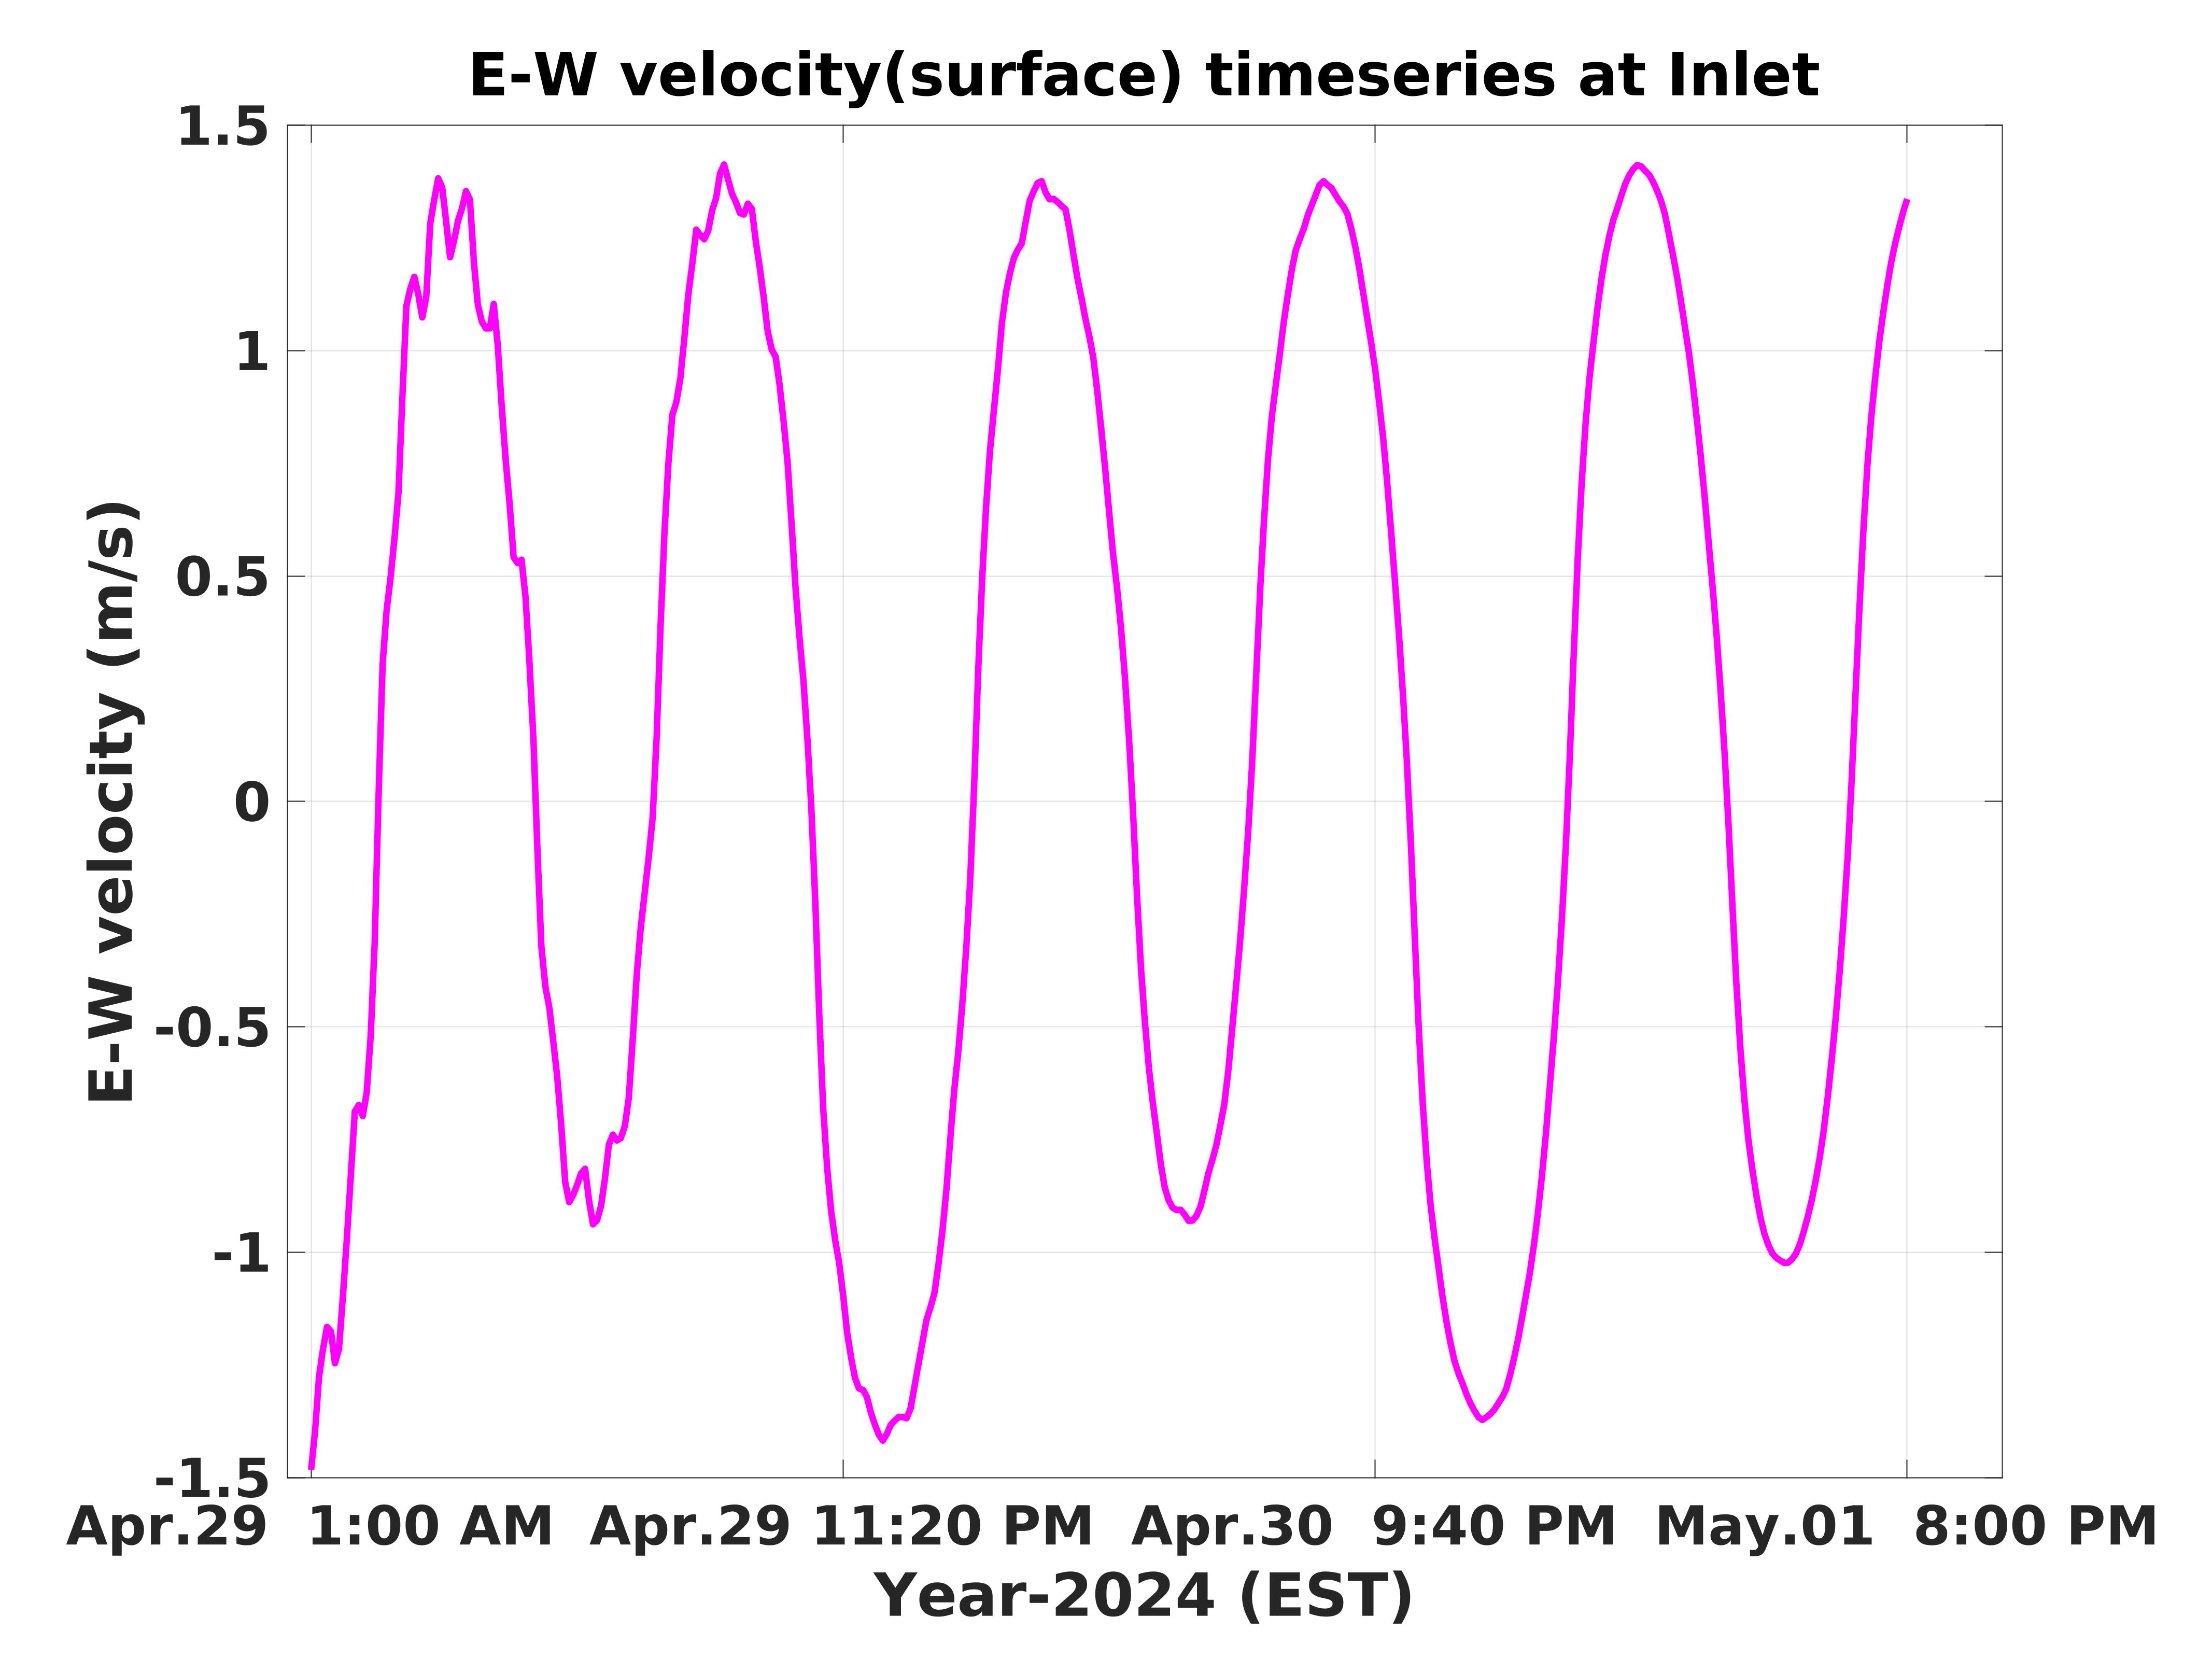 E-W velocity(surface) timeseries at Inlet
E-W velocity (m/s)
1.5
1
0.5
0
-0.5
-1
-1.5
Apr.29 1:00 AM Apr.29 11:20 PM Apr.30 9:40 PM May.01 8:00 PM
Year-2024 (EST)